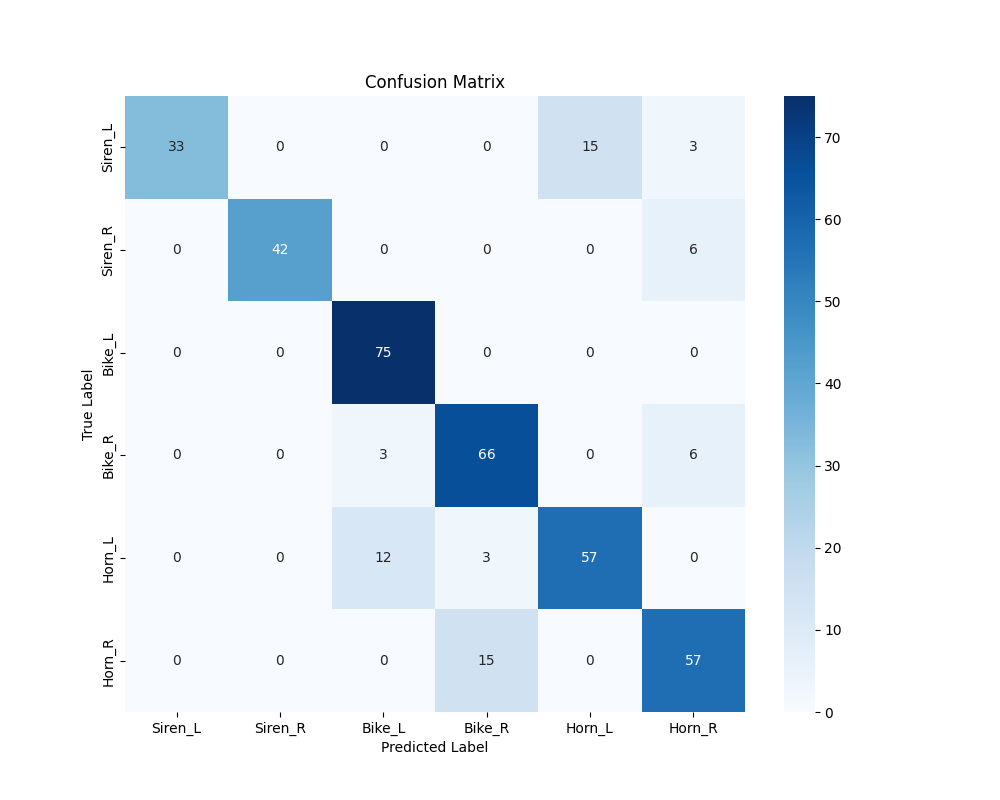 Confusion Matrix
Siren_L 33 0 0 0 15 3
Siren_R 0 42 0 0 0 6
Bike_L 0 0 75 0 0 0
Bike_R 0 0 3 66 0 6
Horn_L 0 0 12 3 57 0
Horn_R 0 0 0 15 0 57
Siren_L Siren_R Bike_L Bike_R Horn_L Horn_R
Predicted Label
True Label
70
60
50
40
30
20
10
0